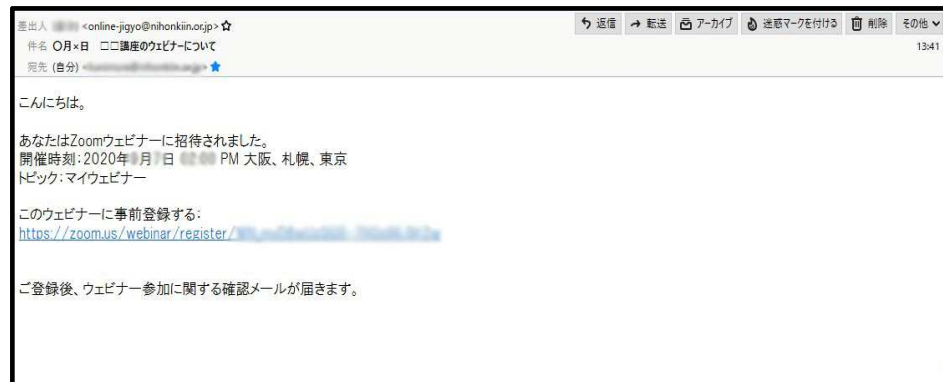 差出人 <online-jigyo@nihonkiin.or.jp> 返信 転送 アーカイブ 迷惑マークを付ける 削除 その他
件名 〇月×日 □□講座のウェビナーについて 13:41
宛先 (自分)
こんにちは。
あなたはZoomウェビナーに招待されました。
開催時刻:2020年 月 日 PM 大阪、札幌、東京
トピック:マイウェビナー
このウェビナーに事前登録する:
https://zoom.us/webinar/register/
ご登録後、ウェビナー参加に関する確認メールが届きます。